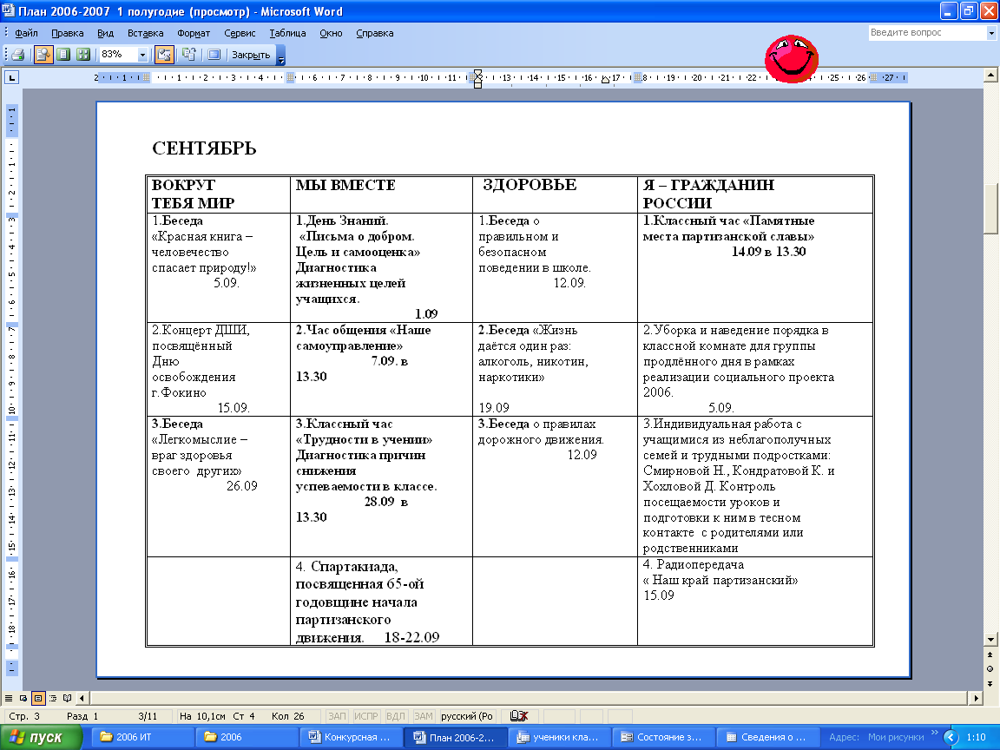 План 2006-2007 1 полугодие (просмотр) - Microsoft Word
Файл Правка Вид Вставка Формат Сервис Таблица Окно Справка
Введите вопрос
83% Закрыть
СЕНТЯБРЬ
ВОКРУГ
ТЕБЯ МИР
МЫ ВМЕСТЕ
ЗДОРОВЬЕ
Я – ГРАЖДАНИН
РОССИИ
1.Беседа
«Красная книга –
человечество
спасает природу!»
5.09.
1.День Знаний.
«Письма о добром.
Цель и самооценка»
Диагностика
жизненных целей
учащихся.
1.09
1.Беседа о
правильном и
безопасном
поведении в школе.
12.09.
1.Классный час «Памятные
места партизанской славы»
14.09 в 13.30
2.Концерт ДШИ,
посвящённый
Дню
освобождения
г.Фокино
15.09.
2.Час общения «Наше
самоуправление»
7.09. в
13.30
2.Беседа «Жизнь
даётся один раз:
алкоголь, никотин,
наркотики»
19.09
2.Уборка и наведение порядка в
классной комнате для группы
продлённого дня в рамках
реализации социального проекта
2006.
5.09.
3.Беседа
«Легкомыслие –
враг здоровья
своего других»
26.09
3.Классный час
«Трудности в учении»
Диагностика причин
снижения
успеваемости в классе.
28.09 в
13.30
3.Беседа о правилах
дорожного движения.
12.09
3.Индивидуальная работа с
учащимися из неблагополучных
семей и трудными подростками:
Смирновой Н., Кондратовой К. и
Хохловой Д. Контроль
посещаемости уроков и
подготовки к ним в тесном
контакте с родителями или
родственниками
4. Спартакиада,
посвященная 65-ой
годовщине начала
партизанского
движения. 18-22.09
4. Радиопередача
« Наш край партизанский»
15.09
Стр. 3 Разд 1 3/11 На 10,1см Ст 4 Кол 26 ЗАП ИСПР ВДЛ ЗАМ русский (Ро
пуск 2006 ИТ 2006 Конкурсная ... План 2006-2... ученики кла... Состояние з... Сведения о ... Адрес: Мои рисунки 1:10